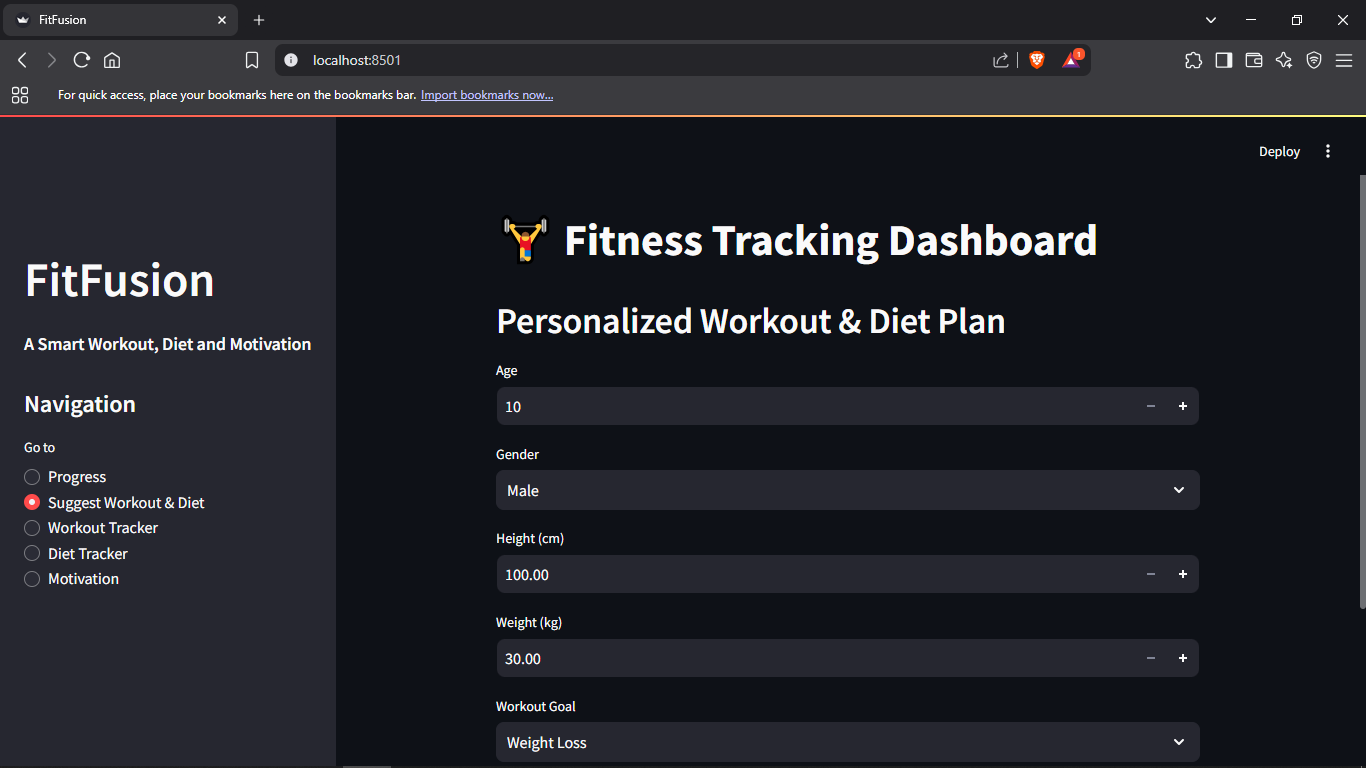 FitFusion
localhost:8501
1
For quick access, place your bookmarks here on the bookmarks bar. Import bookmarks now...
Deploy
FitFusion
A Smart Workout, Diet and Motivation
Navigation
Go to
Progress
Suggest Workout & Diet
Workout Tracker
Diet Tracker
Motivation
Fitness Tracking Dashboard
Personalized Workout & Diet Plan
Age
10
Gender
Male
Height (cm)
100.00
Weight (kg)
30.00
Workout Goal
Weight Loss